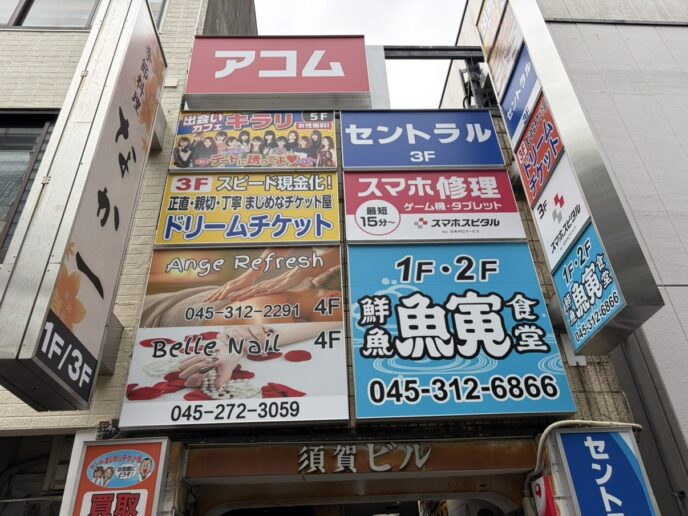 アコム
出会い
カフェ
キラリ
5F
女性無料!
セントラル
3F
3F スピード現金化!
正直・親切・丁寧 まじめなチケット屋
ドリームチケット
スマホ修理
最短
15分~
ゲーム機・タブレット
スマホスピタル
Ange Refresh
045-312-2291 4F
Belle Nail 4F
045-272-3059
1F・2F
鮮魚
魚寅
食堂
045-312-6866
須賀ビル
1F/3F
買取
セント
セントラル
ドリーム
チケット
3F
スマホスピタル
1F・2F
鮮魚
魚寅
食堂
045-312-6866